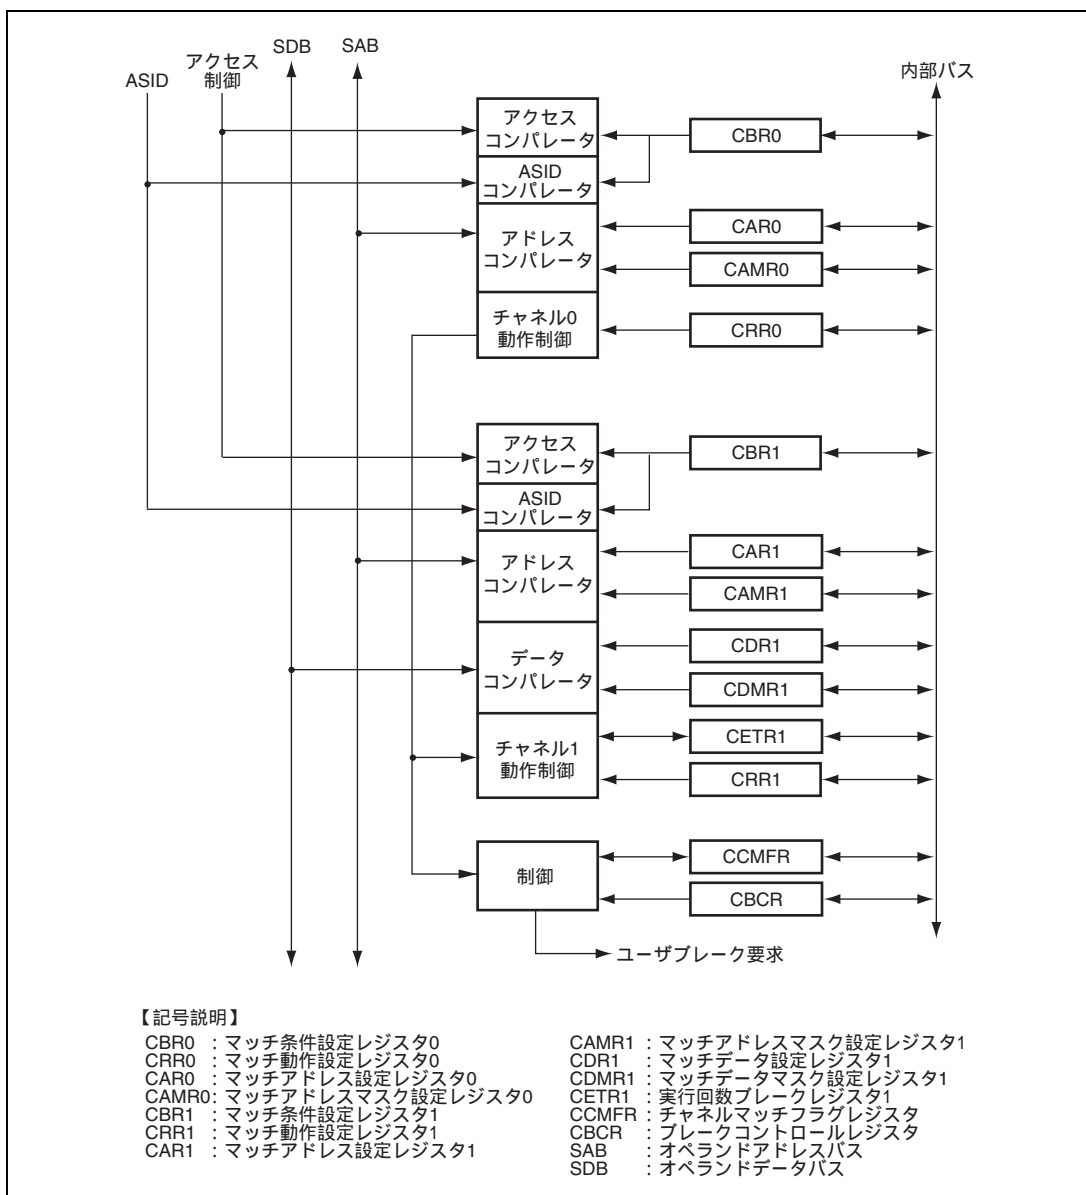 SDB
SAB
アクセス
制御
ASID
内部バス
アクセス
コンパレータ
CBR0
ASID
コンパレータ
アドレス
コンパレータ
CAR0
CAMR0
チャネル0
動作制御
CRR0
アクセス
コンパレータ
CBR1
ASID
コンパレータ
アドレス
コンパレータ
CAR1
CAMR1
データ
コンパレータ
CDR1
CDMR1
チャネル1
動作制御
CETR1
CRR1
制御
CCMFR
CBCR
ユーザブレーク要求
【記号説明】
CBR0 :マッチ条件設定レジスタ0
CRR0 :マッチ動作設定レジスタ0
CAR0 :マッチアドレス設定レジスタ0
CAMR0:マッチアドレスマスク設定レジスタ0
CBR1 :マッチ条件設定レジスタ1
CRR1 :マッチ動作設定レジスタ1
CAR1 :マッチアドレス設定レジスタ1
CAMR1 :マッチアドレスマスク設定レジスタ1
CDR1 :マッチデータ設定レジスタ1
CDMR1 :マッチデータマスク設定レジスタ1
CETR1 :実行回数ブレークレジスタ1
CCMFR :チャネルマッチフラグレジスタ
CBCR :ブレークコントロールレジスタ
SAB :オペランドアドレスバス
SDB :オペランドデータバス